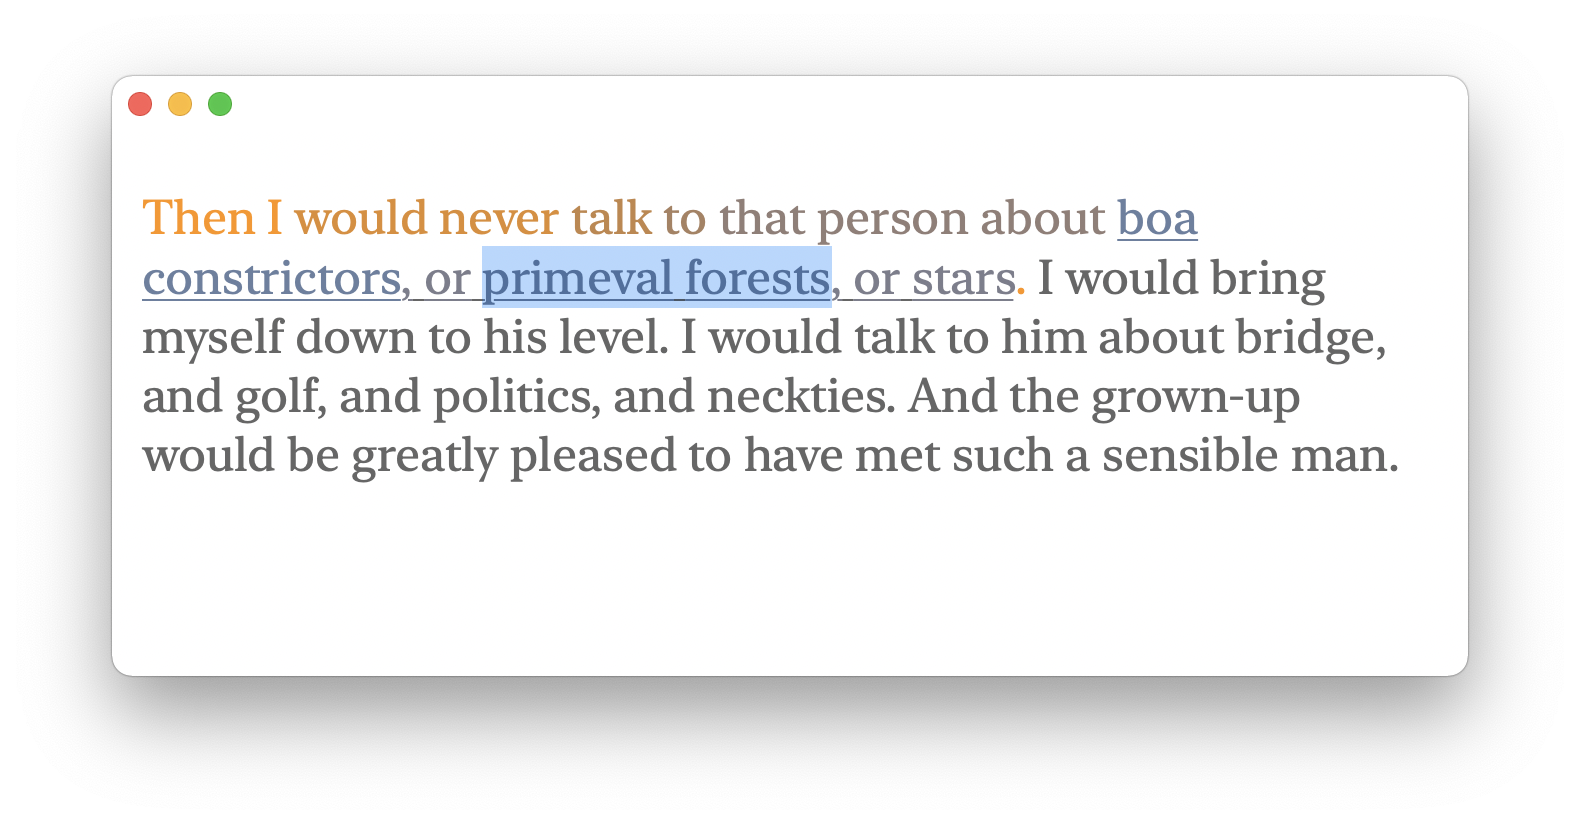 Then I would never talk to that person about boa
constrictors, or primeval forests, or stars. I would bring
myself down to his level. I would talk to him about bridge,
and golf, and politics, and neckties. And the grown-up
would be greatly pleased to have met such a sensible man.